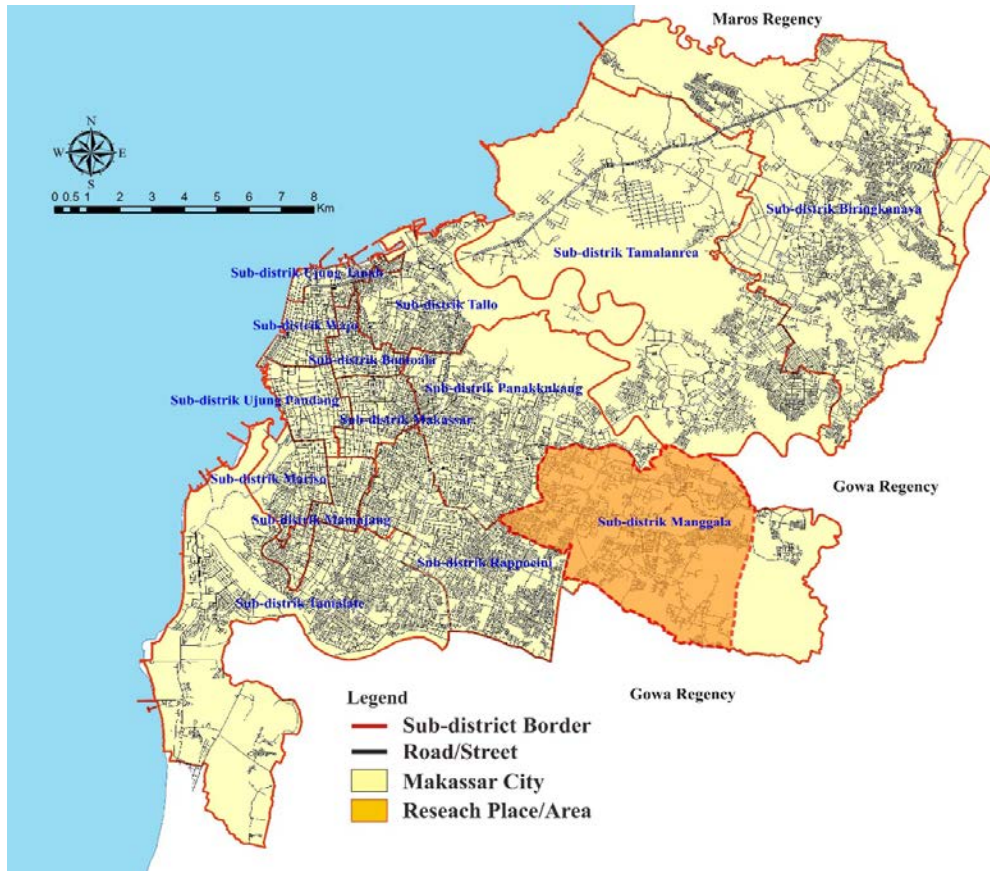 Maros Regency
N
W E
S
0 0.5 1 2 3 4 5 6 7 8
Km
Sub-distrik Biringkanaya
Sub-distrik Tamalanrea
Sub-distrik Ujung Tanah
Sub-distrik Tallo
Sub-distrik Wajo
Sub-distrik Bontoala
Sub-distrik Panakkukang
Sub-distrik Ujung Pandang
Sub-distrik Makassar
Sub-distrik Mariso
Gowa Regency
Sub-distrik Mamajang
Sub-distrik Manggala
Sub-distrik Rappocini
Sub-distrik Tamalate
Gowa Regency
Legend
Sub-district Border
Road/Street
Makassar City
Reseach Place/Area